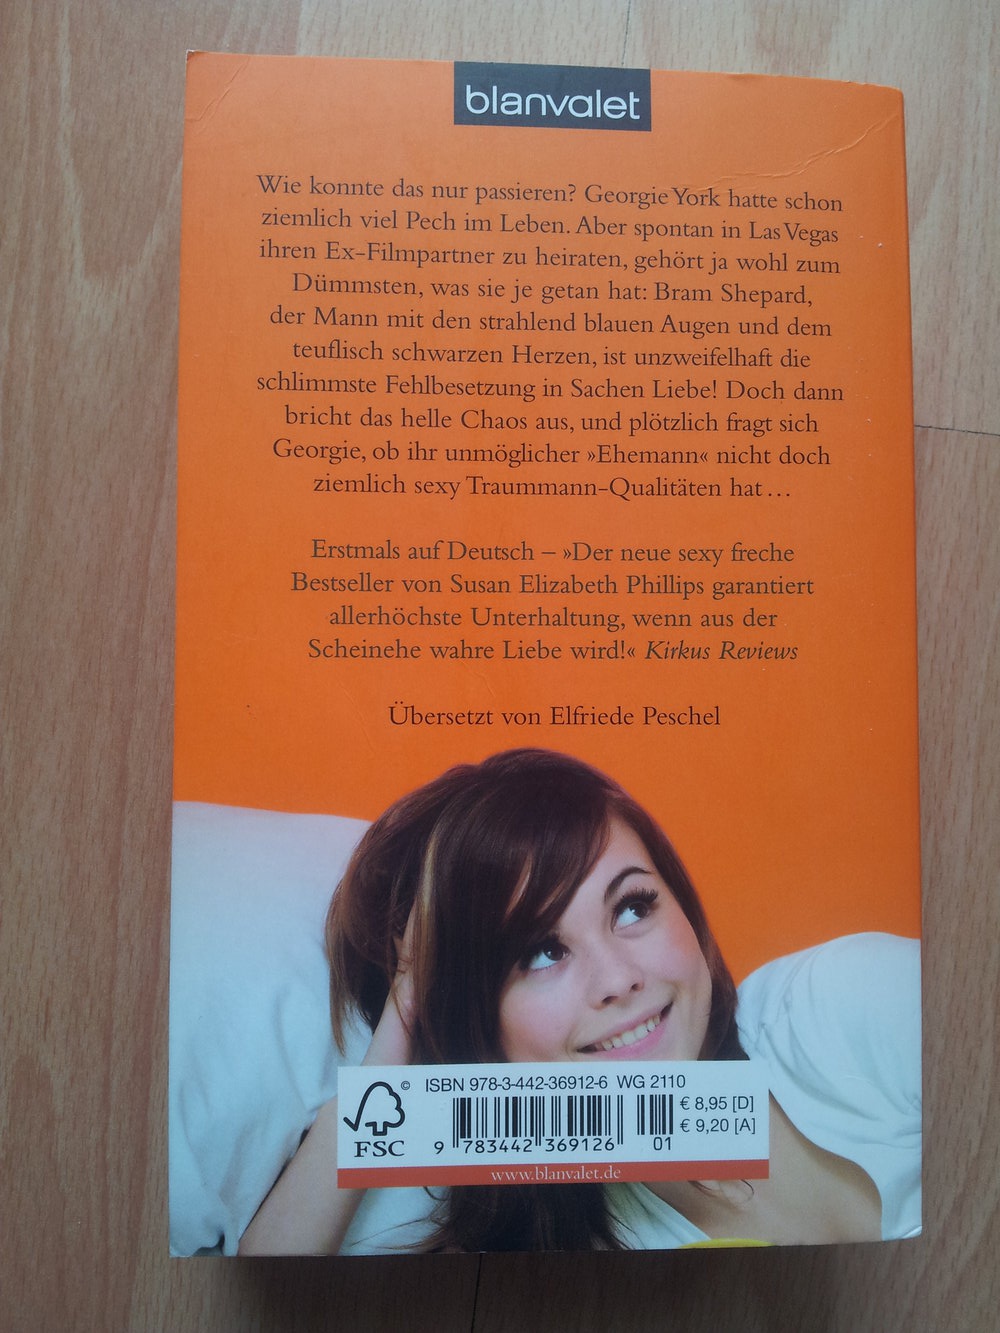 blanvalet
Wie konnte das nur passieren? Georgie York hatte schon
ziemlich viel Pech im Leben. Aber spontan in Las Vegas
ihren Ex-Filmpartner zu heiraten, gehört ja wohl zum
Dümmsten, was sie je getan hat: Bram Shepard,
der Mann mit den strahlend blauen Augen und dem
teuflisch schwarzen Herzen, ist unzweifelhaft die
schlimmste Fehlbesetzung in Sachen Liebe! Doch dann
bricht das helle Chaos aus, und plötzlich fragt sich
Georgie, ob ihr unmöglicher »Ehemann« nicht doch
ziemlich sexy Traummann-Qualitäten hat…
Erstmals auf Deutsch – »Der neue sexy freche
Bestseller von Susan Elizabeth Phillips garantiert
allerhöchste Unterhaltung, wenn aus der
Scheinehe wahre Liebe wird!« Kirkus Reviews
Übersetzt von Elfriede Peschel
© ISBN 978-3-442-36912-6 WG 2110
€ 8,95 [D]
€ 9,20 [A]
FSC 9 783442 369126 01
www.blanvalet.de